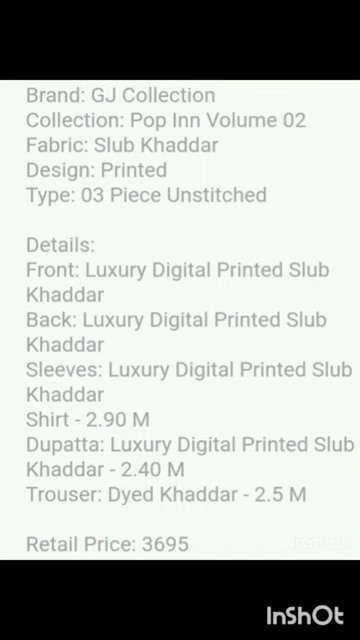 Brand: GJ Collection
Collection: Pop Inn Volume 02
Fabric: Slub Khaddar
Design: Printed
Type: 03 Piece Unstitched
Details:
Front: Luxury Digital Printed Slub
Khaddar
Back: Luxury Digital Printed Slub
Khaddar
Sleeves: Luxury Digital Printed Slub
Khaddar
Shirt - 2.90 M
Dupatta: Luxury Digital Printed Slub
Khaddar - 2.40 M
Trouser: Dyed Khaddar - 2.5 M
Retail Price: 3695
InShOt
InShOt